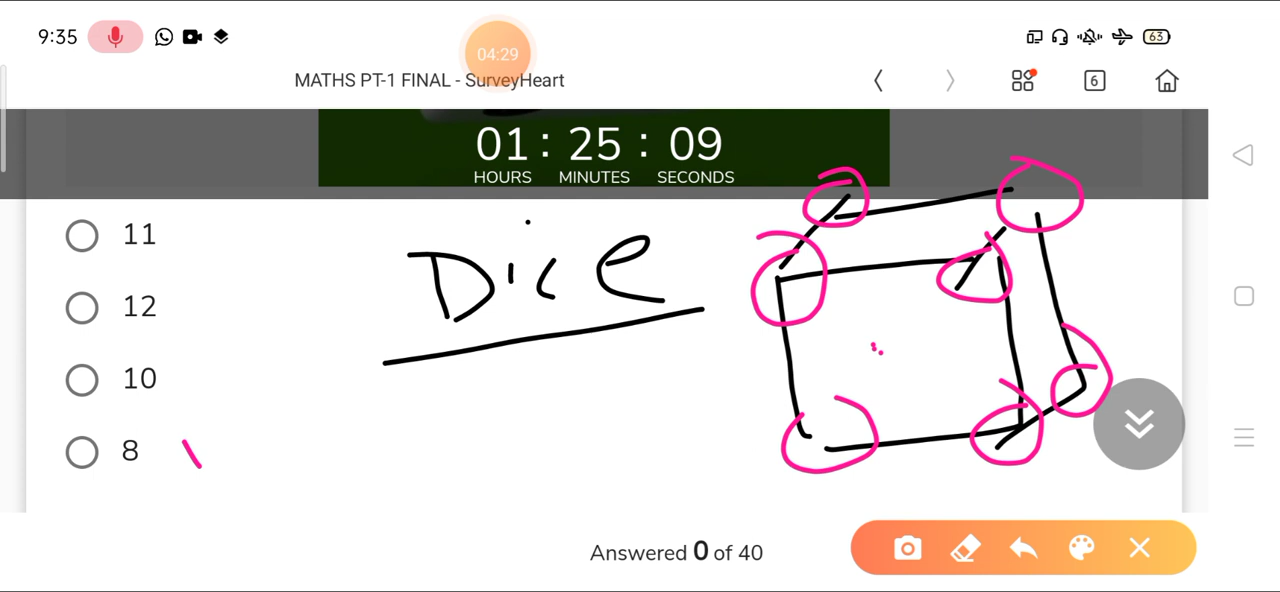 9:35 04:29 63
MATHS PT-1 FINAL - SurveyHeart 6
01 : 25 : 09
HOURS MINUTES SECONDS
11
12
10
8
Dice
Answered 0 of 40